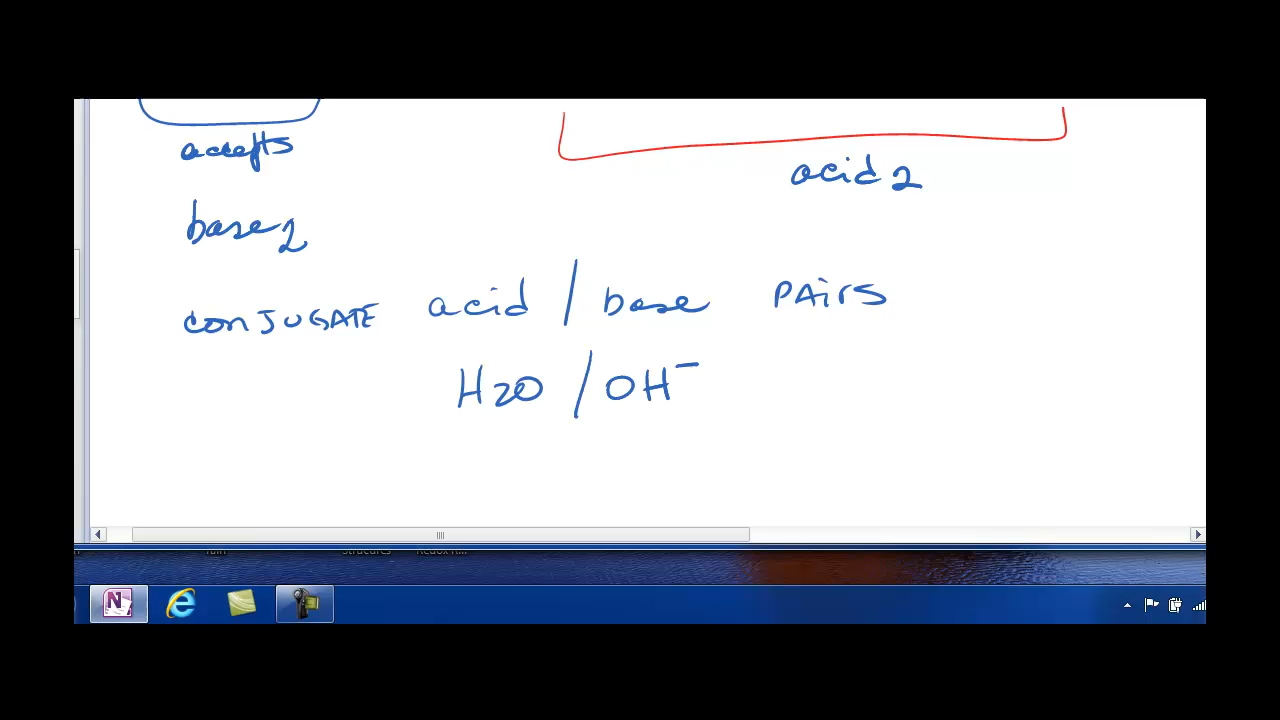 accepts
acid 2
base 2
CONJUGATE acid / base PAirs
H2O / OH⁻